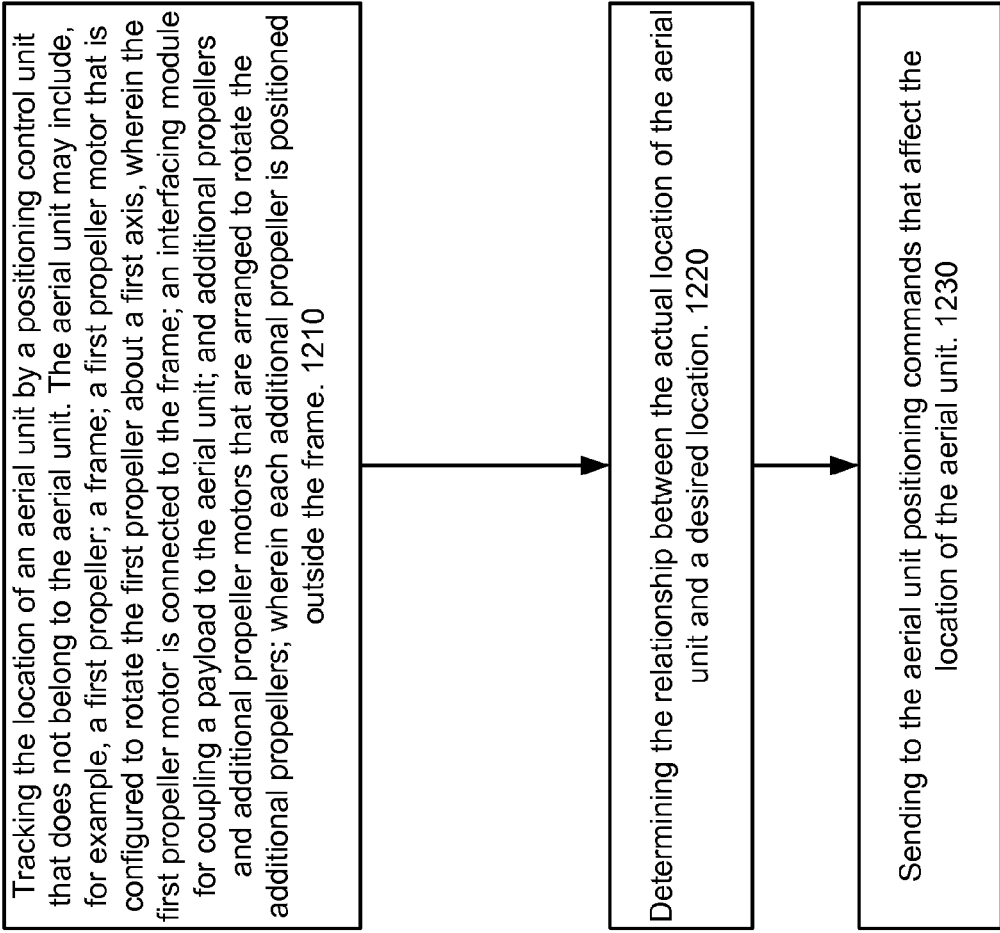 Tracking the location of an aerial unit by a positioning control unit
that does not belong to the aerial unit. The aerial unit may include,
for example, a first propeller; a frame; a first propeller motor that is
configured to rotate the first propeller about a first axis, wherein the
first propeller motor is connected to the frame; an interfacing module
for coupling a payload to the aerial unit; and additional propellers
and additional propeller motors that are arranged to rotate the
additional propellers; wherein each additional propeller is positioned
outside the frame. 1210
Determining the relationship between the actual location of the aerial
unit and a desired location. 1220
Sending to the aerial unit positioning commands that affect the
location of the aerial unit. 1230